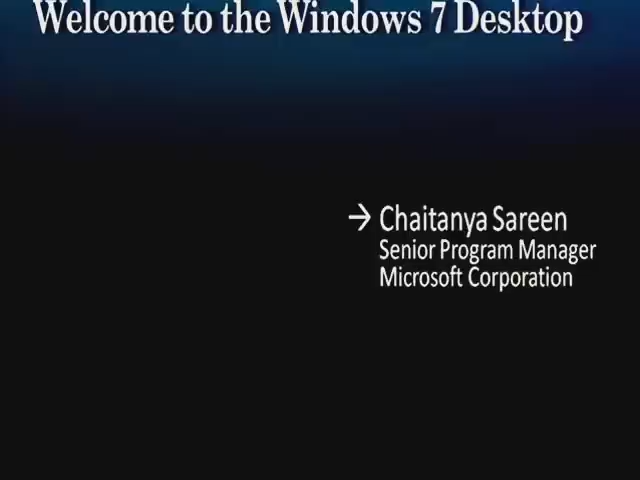 Welcome to the Windows 7 Desktop
→ Chaitanya Sareen
Senior Program Manager
Microsoft Corporation